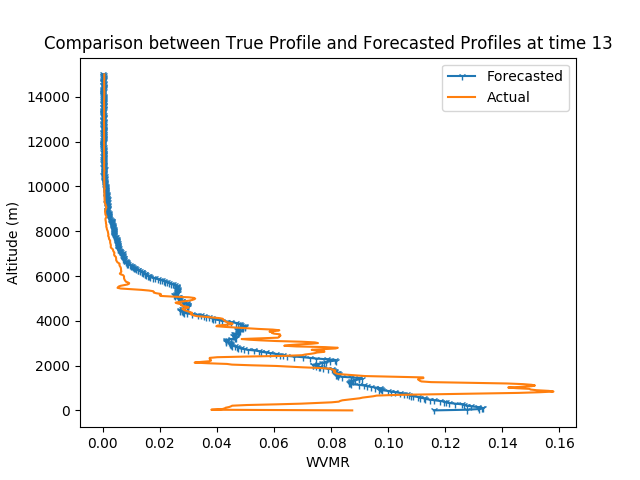 Comparison between True Profile and Forecasted Profiles at time 13
Forecasted
Actual
14000
12000
10000
8000
6000
4000
2000
0
Altitude (m)
0.00 0.02 0.04 0.06 0.08 0.10 0.12 0.14 0.16
WVMR